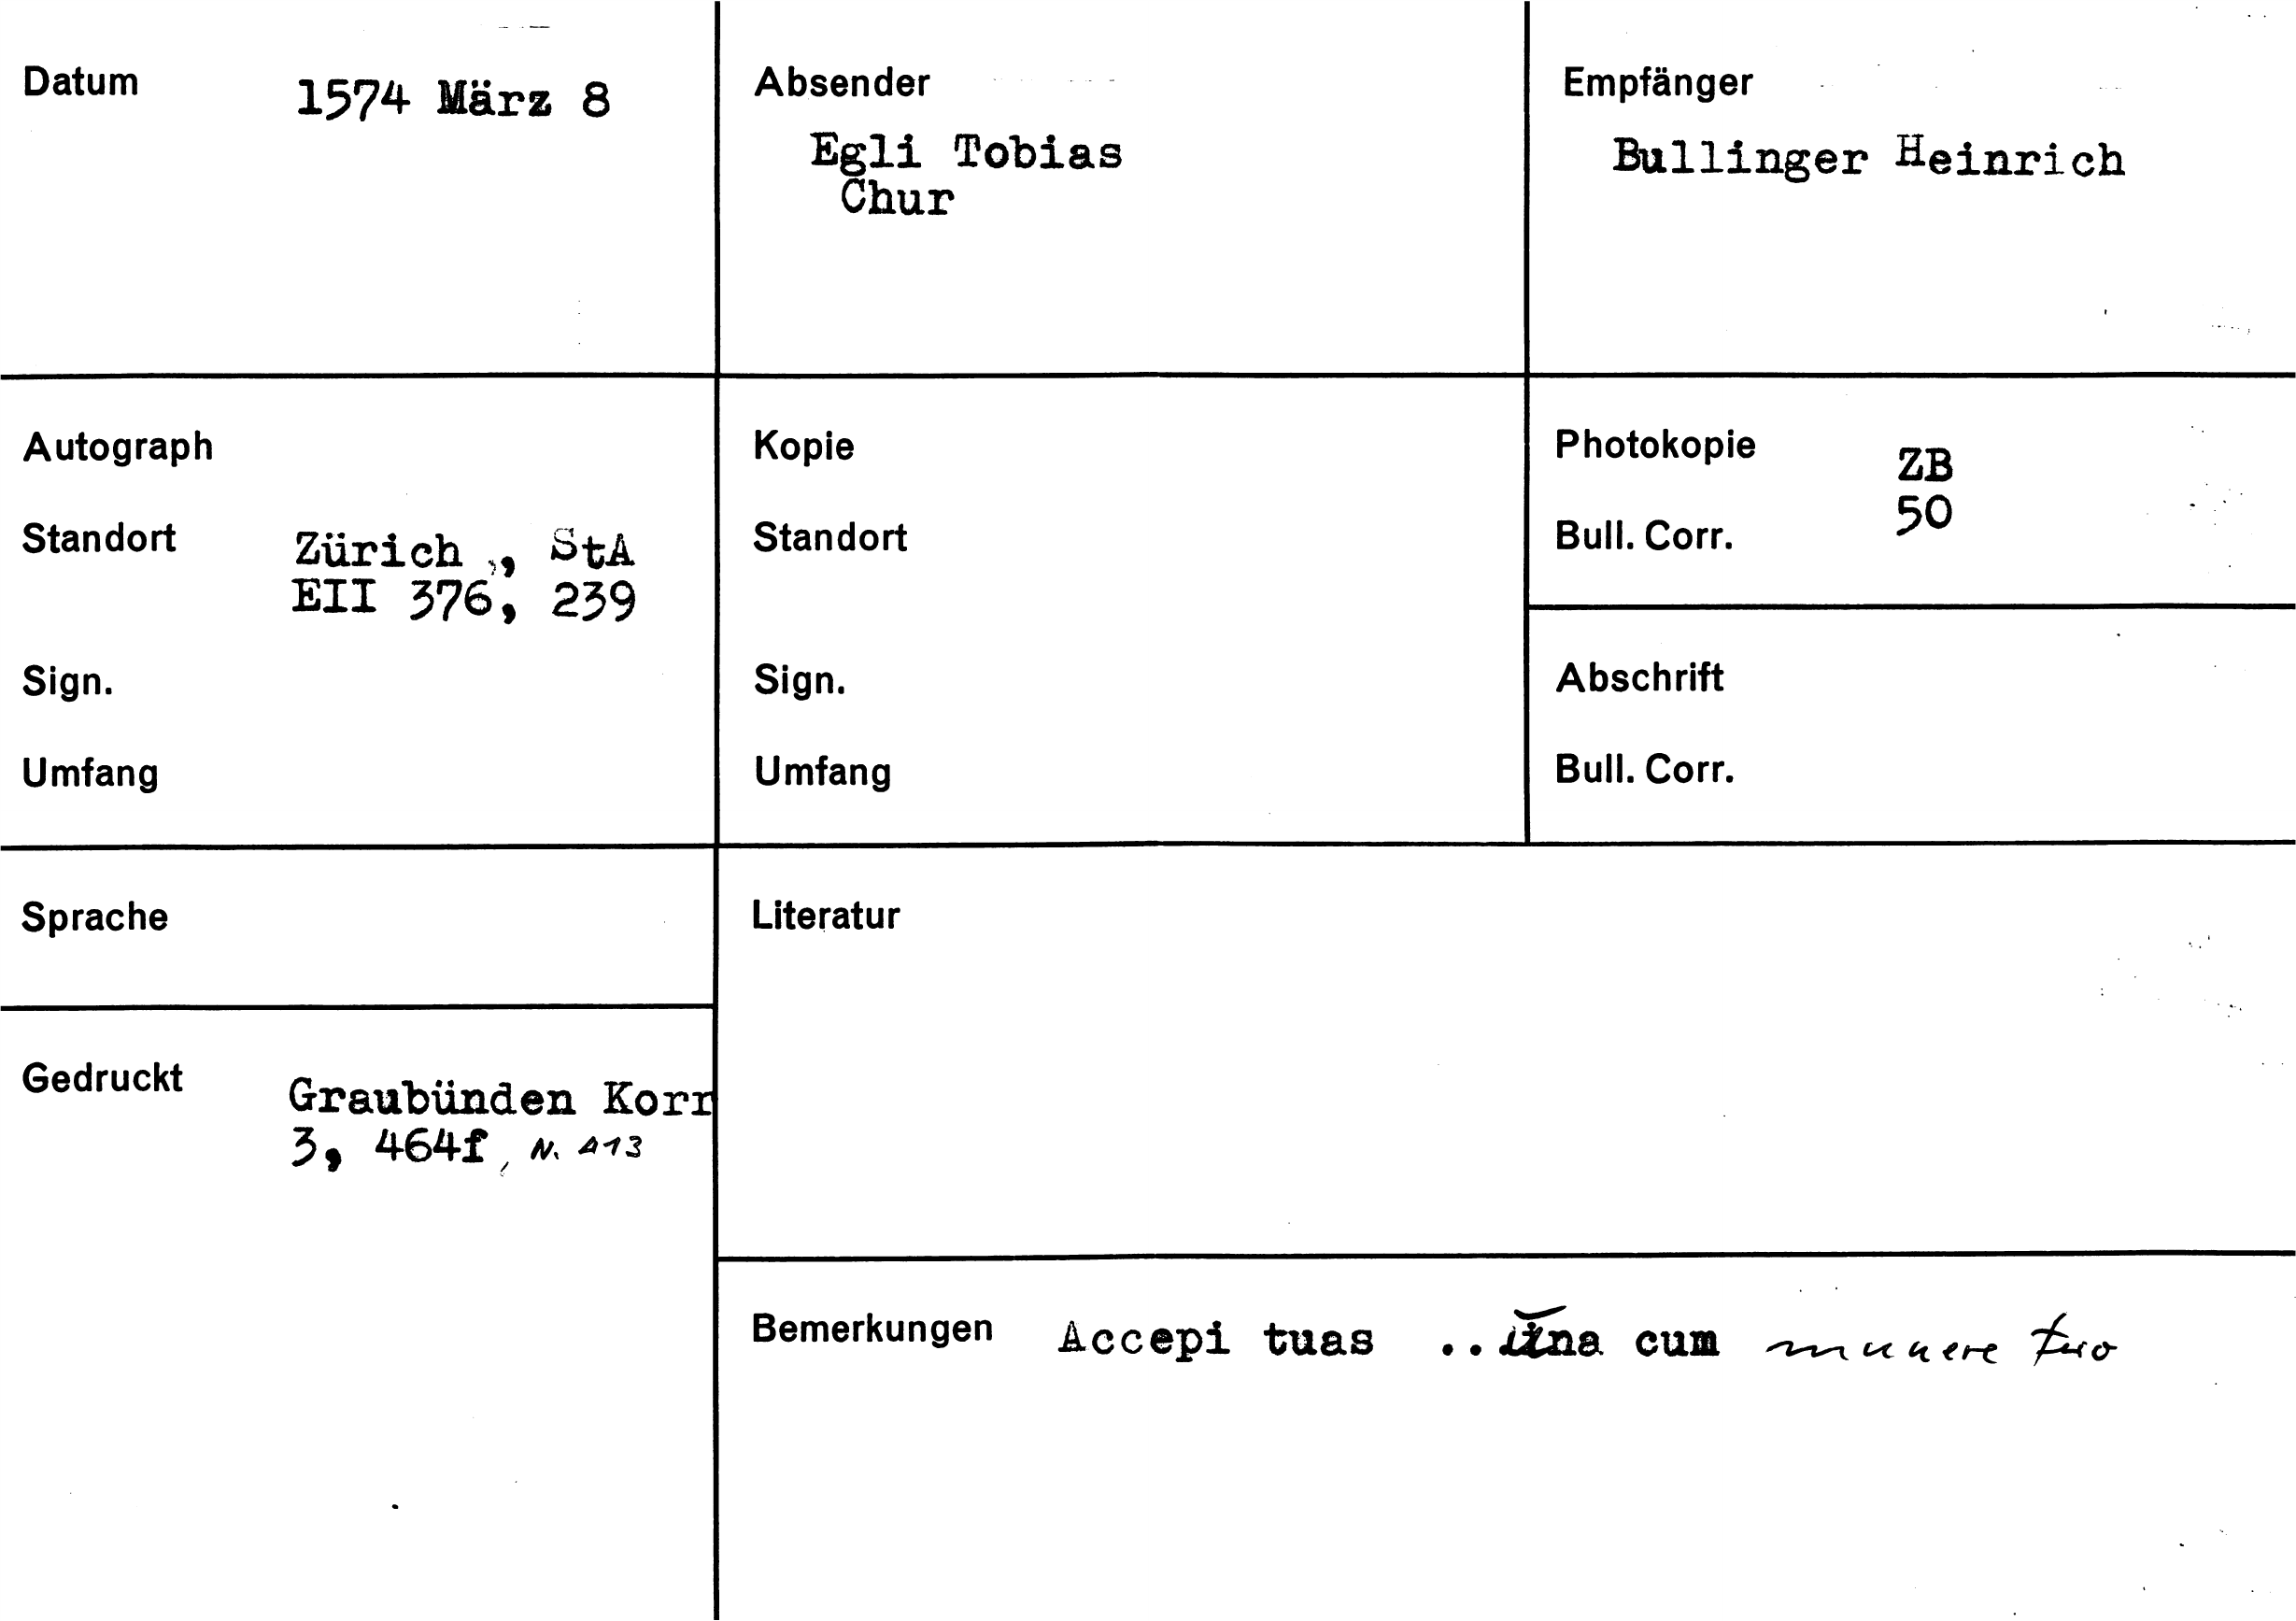 Datum 1574 März 8
Absender
Egli Tobias
Chur
Empfänger
Bullinger Heinrich
Autograph
Standort Zürich, StA
EII 376, 239
Sign.
Umfang
Kopie
Standort
Sign.
Umfang
Photokopie ZB
Bull. Corr. 50
Abschrift
Bull. Corr.
Sprache
Literatur
Gedruckt Graubünden Korr
3, 464f, N. 413
Bemerkungen Accepi tuas .. una cum munere tuo